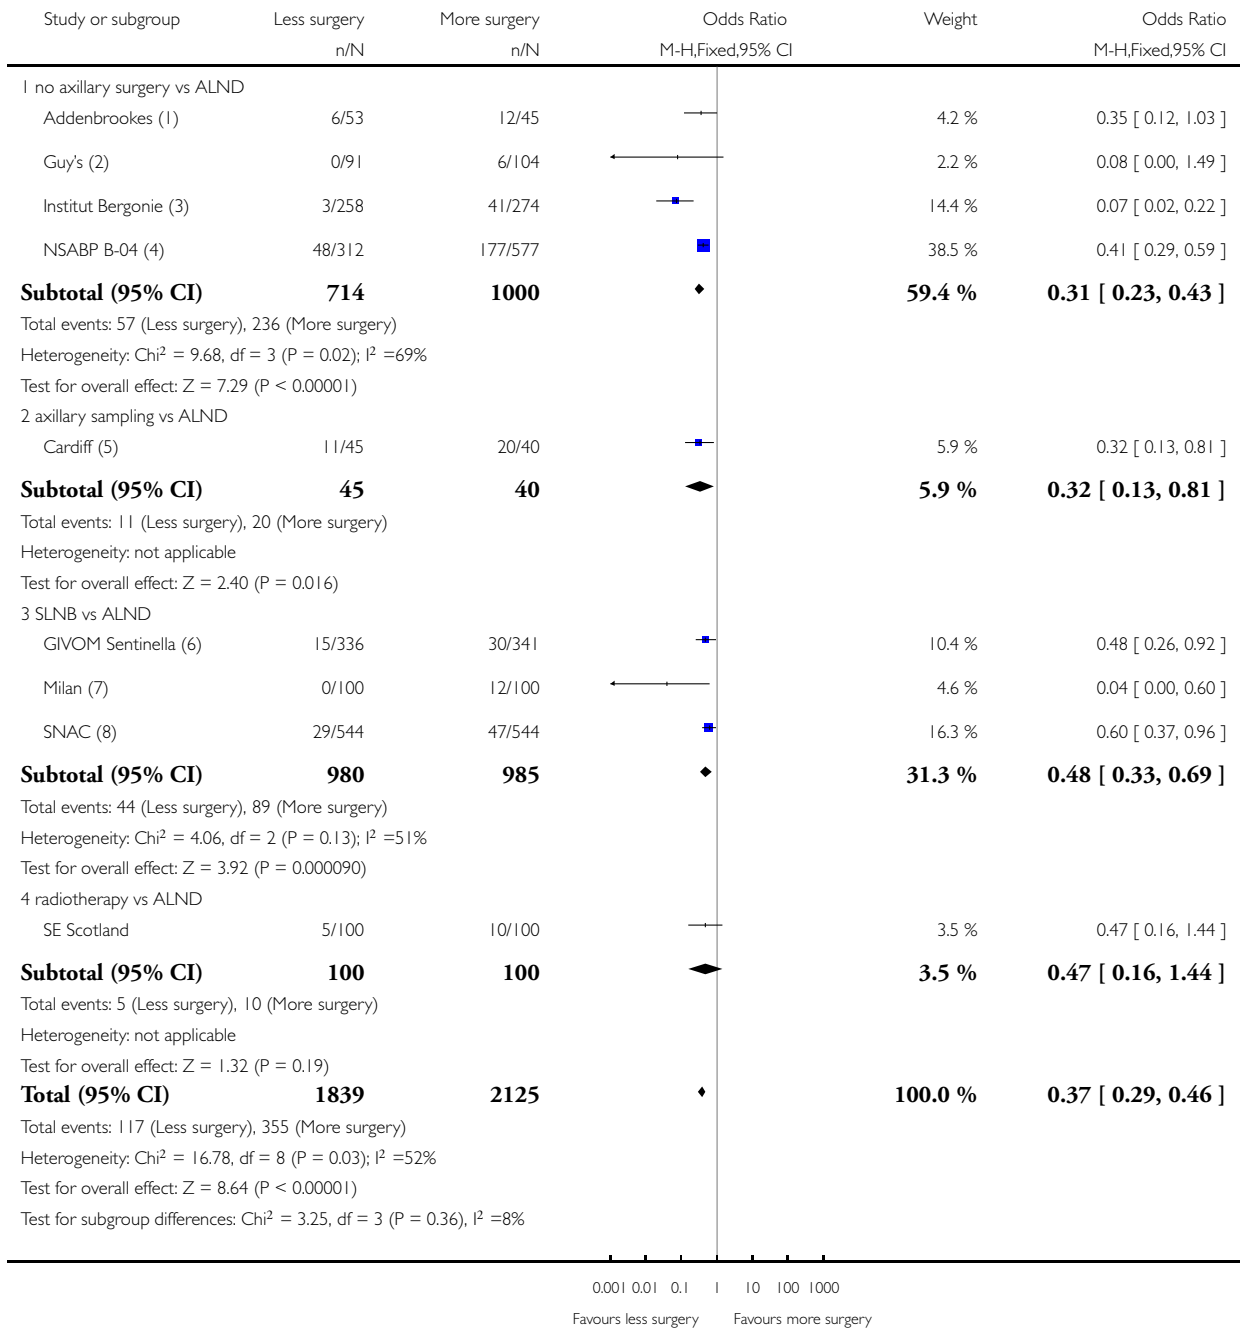 Study or subgroup Less surgery More surgery Odds Ratio Weight Odds Ratio
n/N n/N M-H,Fixed,95% CI M-H,Fixed,95% CI
1 no axillary surgery vs ALND
Addenbrookes (1) 6/53 12/45 4.2 % 0.35 [ 0.12, 1.03 ]
Guy's (2) 0/91 6/104 2.2 % 0.08 [ 0.00, 1.49 ]
Institut Bergonie (3) 3/258 41/274 14.4 % 0.07 [ 0.02, 0.22 ]
NSABP B-04 (4) 48/312 177/577 38.5 % 0.41 [ 0.29, 0.59 ]
Subtotal (95% CI) 714 1000 59.4 % 0.31 [ 0.23, 0.43 ]
Total events: 57 (Less surgery), 236 (More surgery)
Heterogeneity: Chi² = 9.68, df = 3 (P = 0.02); I² =69%
Test for overall effect: Z = 7.29 (P < 0.00001)
2 axillary sampling vs ALND
Cardiff (5) 11/45 20/40 5.9 % 0.32 [ 0.13, 0.81 ]
Subtotal (95% CI) 45 40 5.9 % 0.32 [ 0.13, 0.81 ]
Total events: 11 (Less surgery), 20 (More surgery)
Heterogeneity: not applicable
Test for overall effect: Z = 2.40 (P = 0.016)
3 SLNB vs ALND
GIVOM Sentinella (6) 15/336 30/341 10.4 % 0.48 [ 0.26, 0.92 ]
Milan (7) 0/100 12/100 4.6 % 0.04 [ 0.00, 0.60 ]
SNAC (8) 29/544 47/544 16.3 % 0.60 [ 0.37, 0.96 ]
Subtotal (95% CI) 980 985 31.3 % 0.48 [ 0.33, 0.69 ]
Total events: 44 (Less surgery), 89 (More surgery)
Heterogeneity: Chi² = 4.06, df = 2 (P = 0.13); I² =51%
Test for overall effect: Z = 3.92 (P = 0.000090)
4 radiotherapy vs ALND
SE Scotland 5/100 10/100 3.5 % 0.47 [ 0.16, 1.44 ]
Subtotal (95% CI) 100 100 3.5 % 0.47 [ 0.16, 1.44 ]
Total events: 5 (Less surgery), 10 (More surgery)
Heterogeneity: not applicable
Test for overall effect: Z = 1.32 (P = 0.19)
Total (95% CI) 1839 2125 100.0 % 0.37 [ 0.29, 0.46 ]
Total events: 117 (Less surgery), 355 (More surgery)
Heterogeneity: Chi² = 16.78, df = 8 (P = 0.03); I² =52%
Test for overall effect: Z = 8.64 (P < 0.00001)
Test for subgroup differences: Chi² = 3.25, df = 3 (P = 0.36), I² =8%
0.001 0.01 0.1 1 10 100 1000
Favours less surgery Favours more surgery